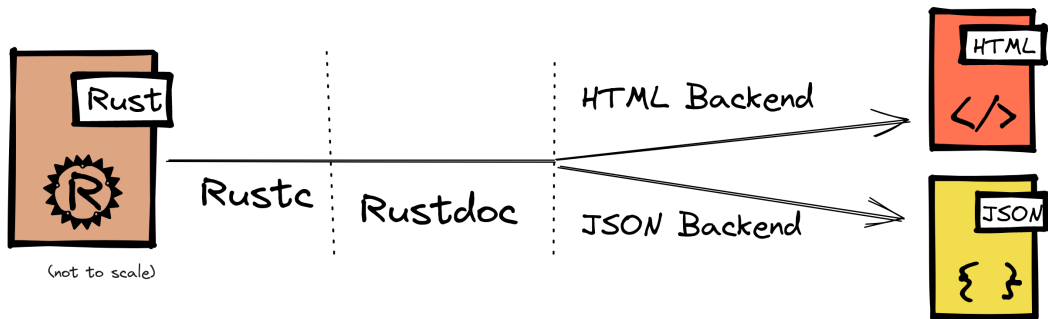 Rust
R
(not to scale)
Rustc
Rustdoc
HTML Backend
JSON Backend
HTML
</>
JSON
{ }